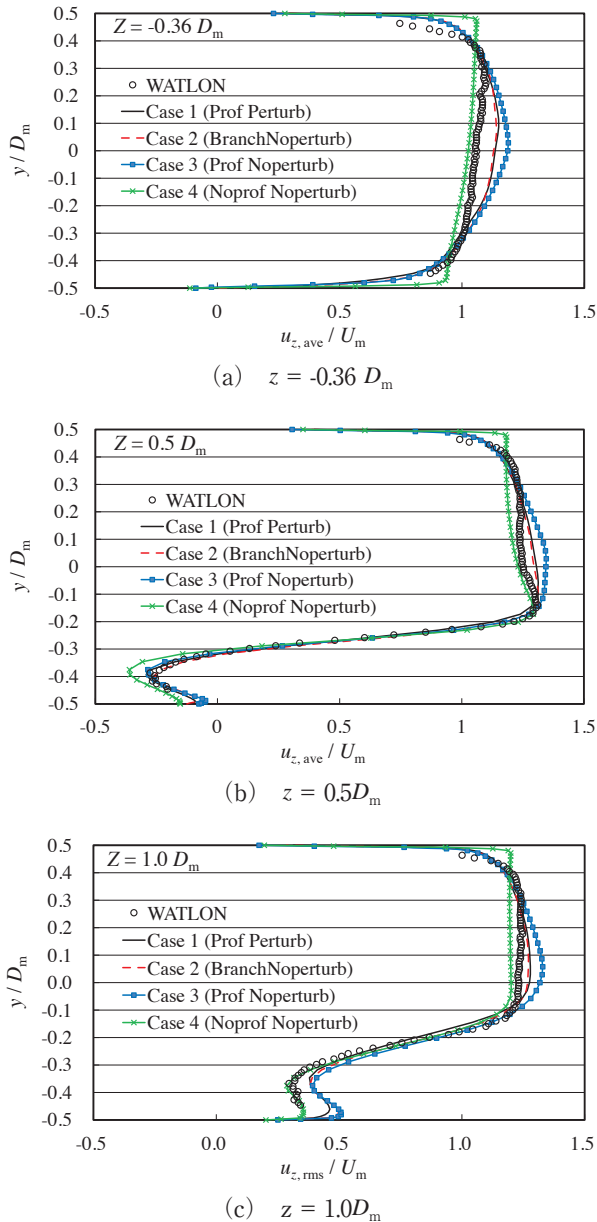 Z = -0.36 Dm
0.5
0.4
0.3
0.2
0.1
0
-0.1
-0.2
-0.3
-0.4
-0.5
y / Dm
WATLON
Case 1 (Prof Perturb)
Case 2 (BranchNoperturb)
Case 3 (Prof Noperturb)
Case 4 (Noprof Noperturb)
-0.5 0 0.5 1 1.5
uz, ave / Um
(a) z = -0.36 Dm
Z = 0.5 Dm
0.5
0.4
0.3
0.2
0.1
0
-0.1
-0.2
-0.3
-0.4
-0.5
y / Dm
WATLON
Case 1 (Prof Perturb)
Case 2 (BranchNoperturb)
Case 3 (Prof Noperturb)
Case 4 (Noprof Noperturb)
-0.5 0 0.5 1 1.5
uz, ave / Um
(b) z = 0.5Dm
Z = 1.0 Dm
0.5
0.4
0.3
0.2
0.1
0.0
-0.1
-0.2
-0.3
-0.4
-0.5
y / Dm
WATLON
Case 1 (Prof Perturb)
Case 2 (BranchNoperturb)
Case 3 (Prof Noperturb)
Case 4 (Noprof Noperturb)
-0.5 0.0 0.5 1.0 1.5
uz, rms / Um
(c) z = 1.0Dm